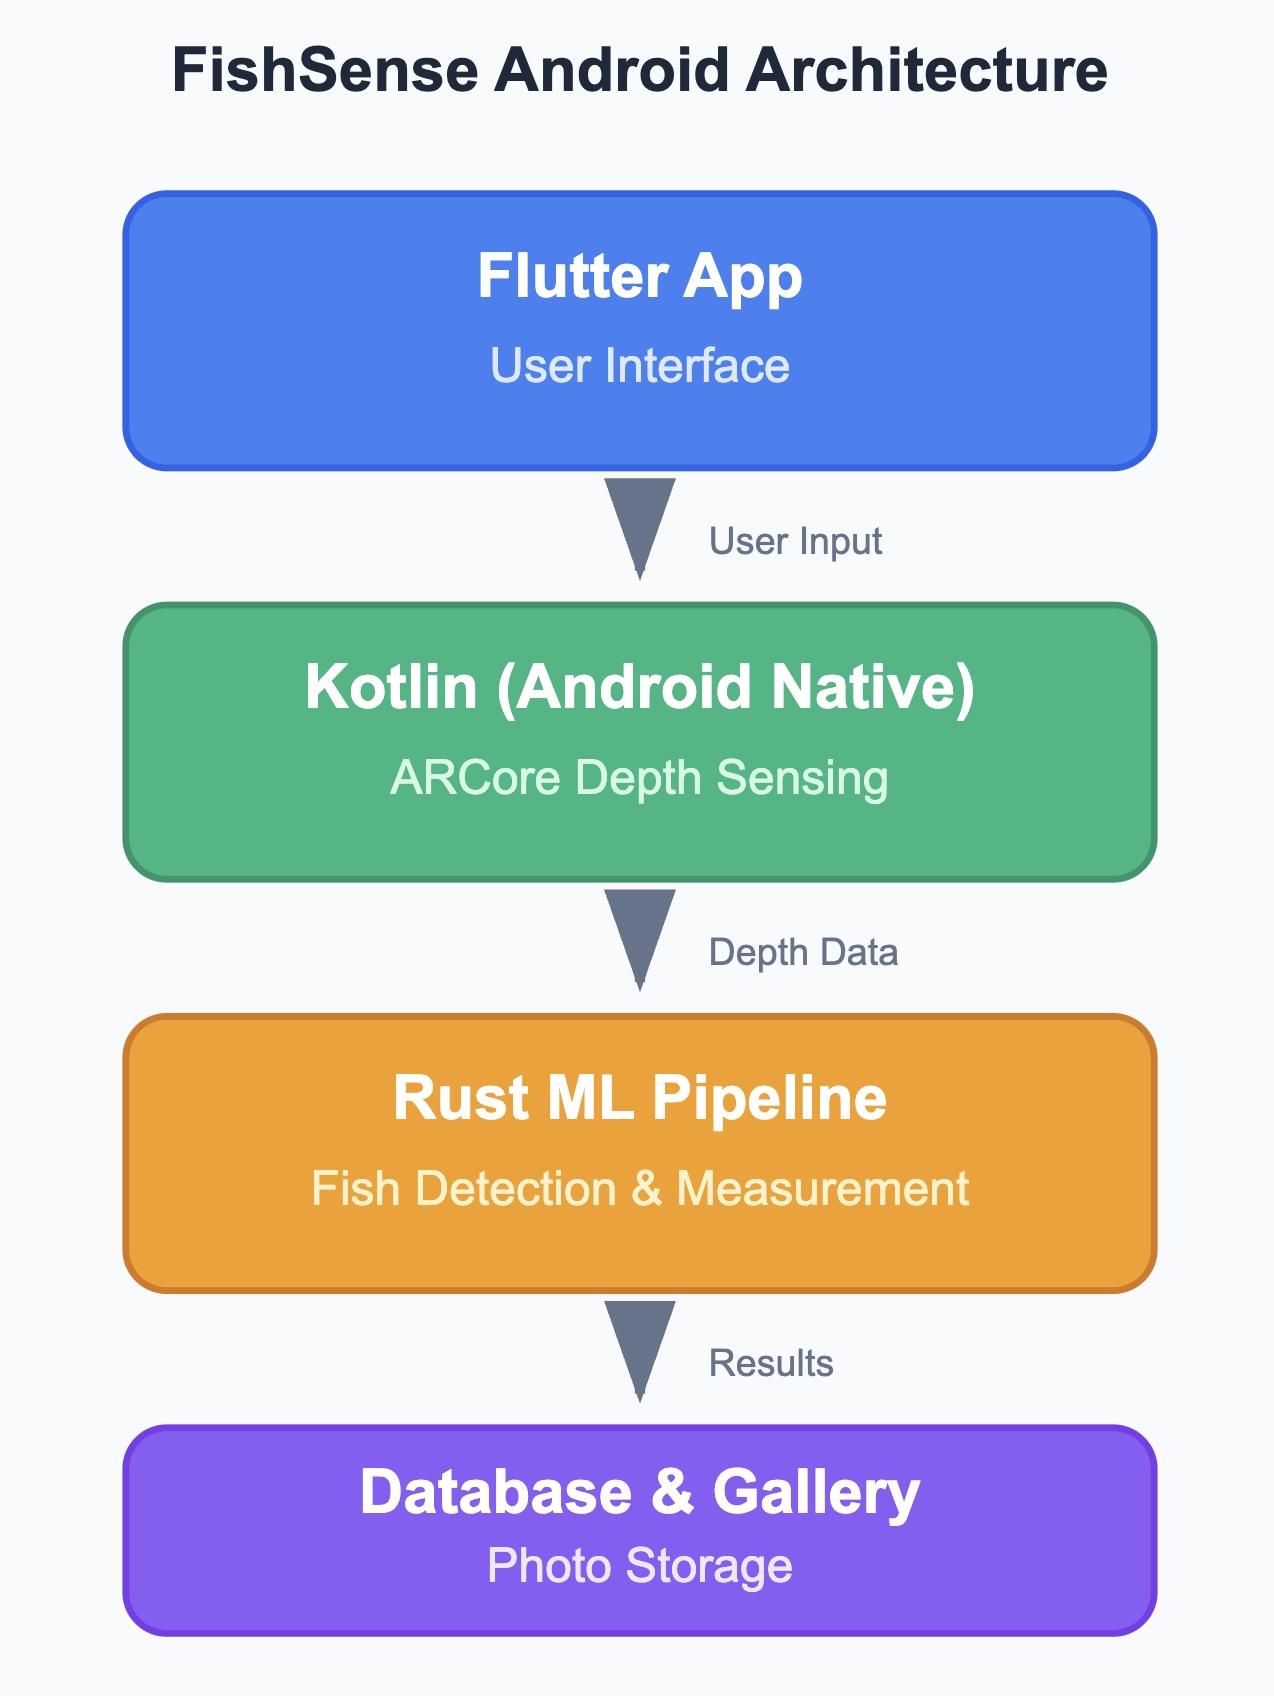 FishSense Android Architecture
Flutter App
User Interface
User Input
Kotlin (Android Native)
ARCore Depth Sensing
Depth Data
Rust ML Pipeline
Fish Detection & Measurement
Results
Database & Gallery
Photo Storage